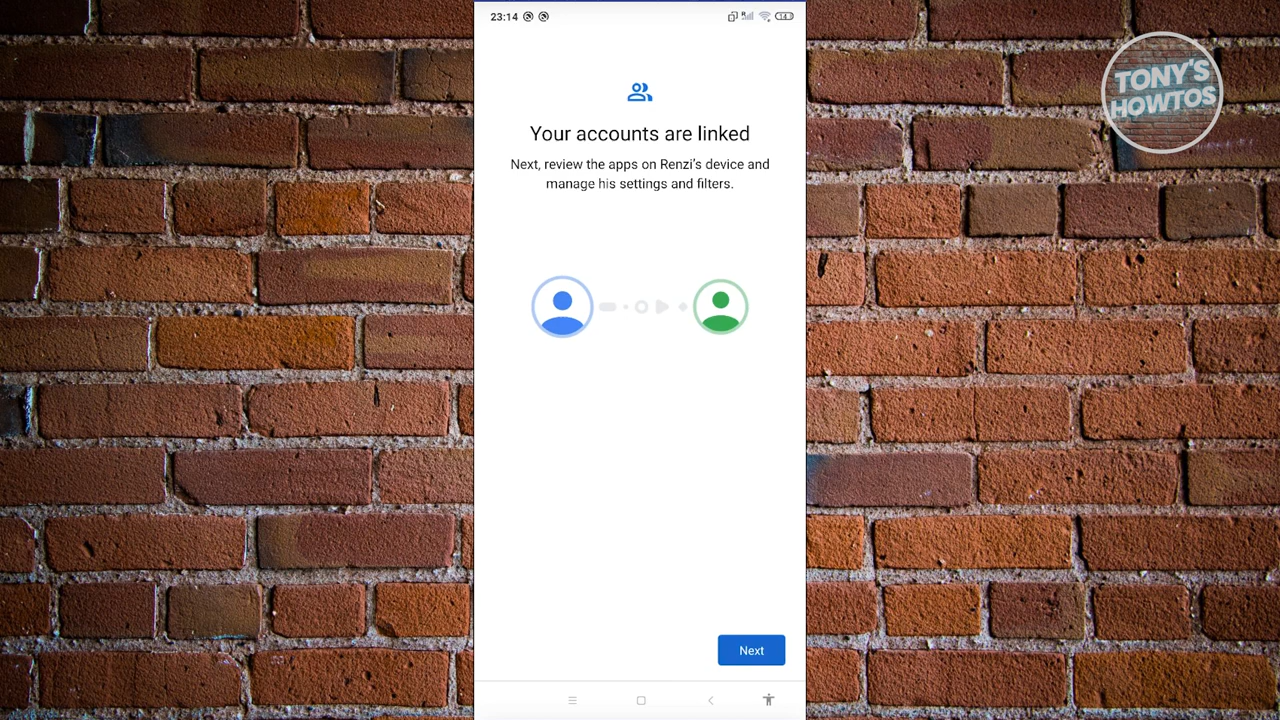 23:14
R
14
TONY'S
HOWTOS
Your accounts are linked
Next, review the apps on Renzi's device and
manage his settings and filters.
Next